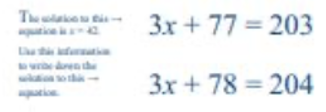 The solution to this →
equation is x = 42.
3x + 77 = 203
Use this information
to write down the
solution to this →
equation.
3x + 78 = 204